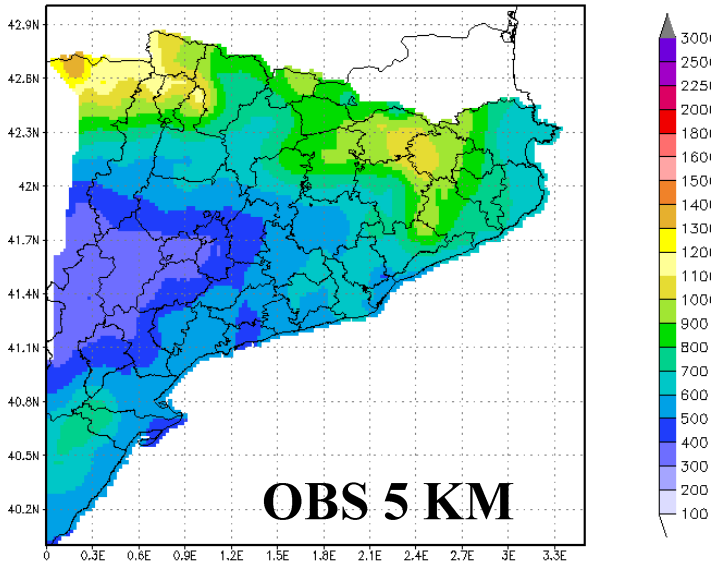 42.9N
42.6N
42.3N
42N
41.7N
41.4N
41.1N
40.8N
40.5N
40.2N
0
0.3E
0.6E
0.9E
1.2E
1.5E
1.8E
2.1E
2.4E
2.7E
3E
3.3E
OBS 5 KM
3000
2500
2250
2000
1800
1600
1500
1400
1300
1200
1100
1000
900
800
700
600
500
400
300
200
100